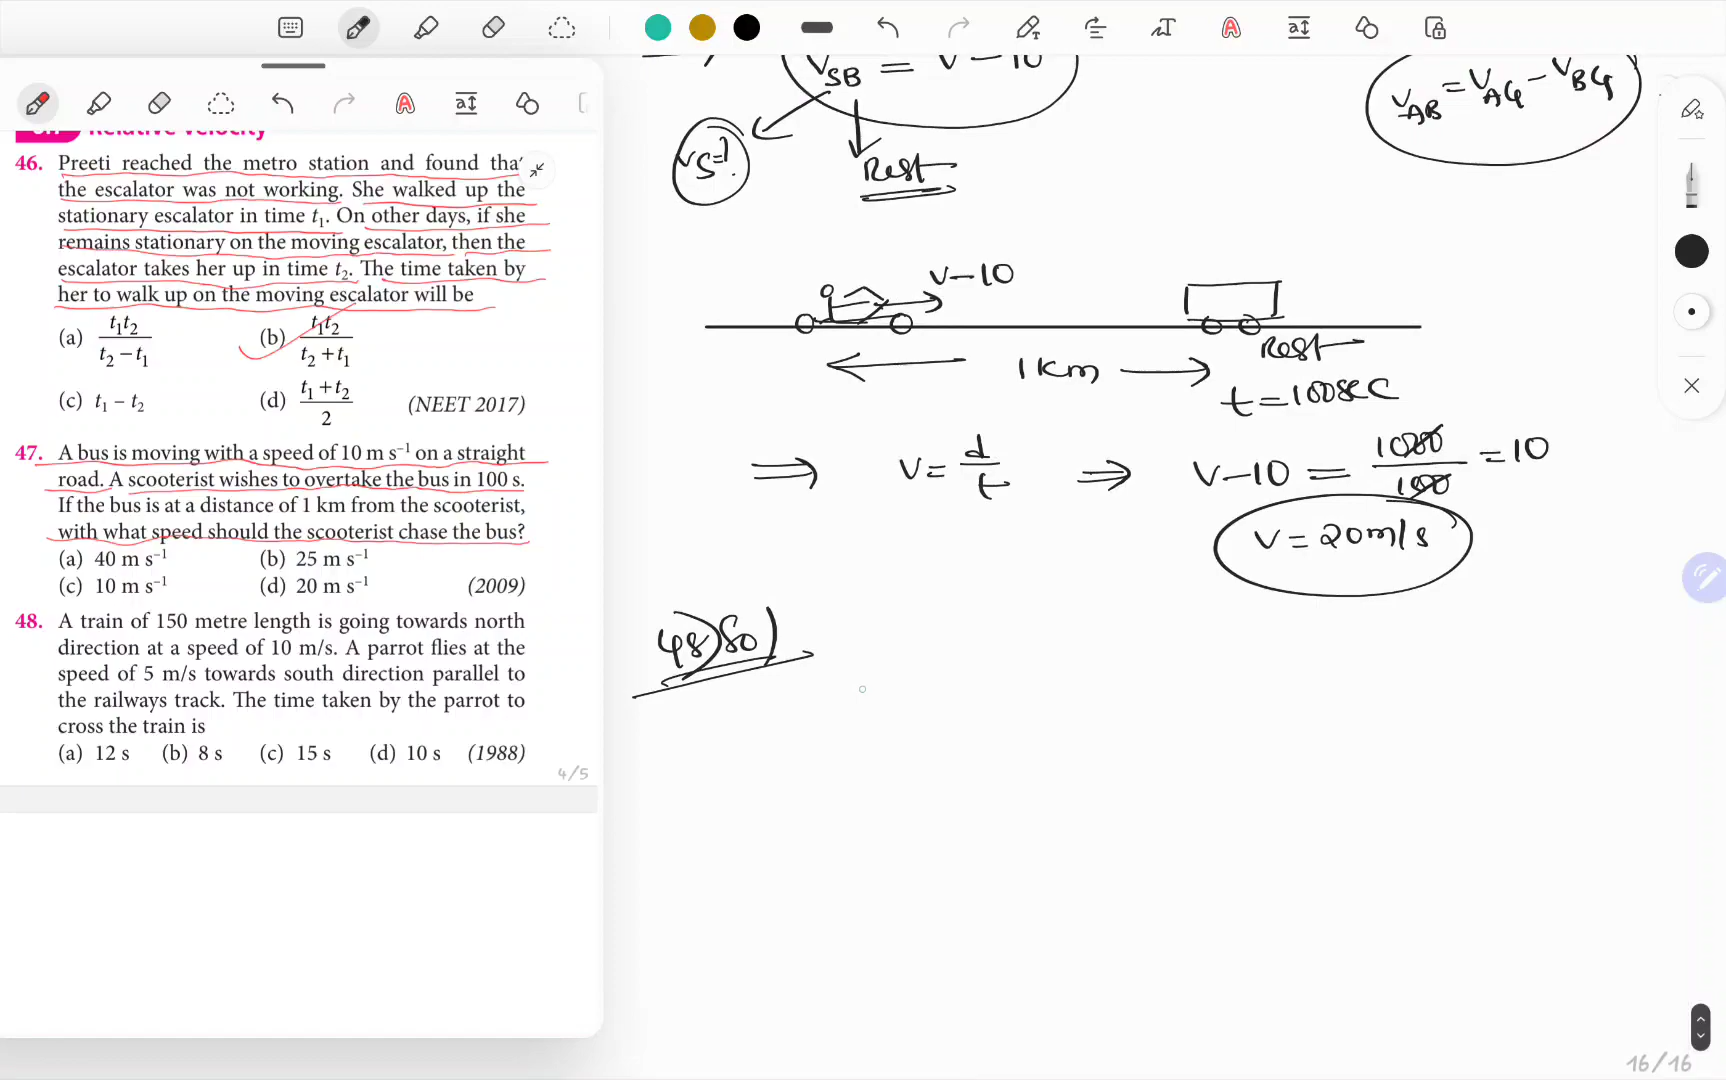 Relative Velocity
46. Preeti reached the metro station and found that
the escalator was not working. She walked up the
stationary escalator in time t₁. On other days, if she
remains stationary on the moving escalator, then the
escalator takes her up in time t₂. The time taken by
her to walk up on the moving escalator will be
(a) t₁t₂ / t₂ – t₁ (b) t₁t₂ / t₂ + t₁
(c) t₁ – t₂ (d) t₁ + t₂ / 2 (NEET 2017)
47. A bus is moving with a speed of 10 m s⁻¹ on a straight
road. A scooterist wishes to overtake the bus in 100 s.
If the bus is at a distance of 1 km from the scooterist,
with what speed should the scooterist chase the bus?
(a) 40 m s⁻¹ (b) 25 m s⁻¹
(c) 10 m s⁻¹ (d) 20 m s⁻¹ (2009)
48. A train of 150 metre length is going towards north
direction at a speed of 10 m/s. A parrot flies at the
speed of 5 m/s towards south direction parallel to
the railways track. The time taken by the parrot to
cross the train is
(a) 12 s (b) 8 s (c) 15 s (d) 10 s (1988)
4/5
V_SB = V – 10
V_AB = V_AG – V_BG
V_S = ?
Rest
V–10
Rest
1 Km
t = 100 sec
⇒ V = d/t ⇒ V–10 = 1000/100 = 10
V = 20 m/s
48) So)
16/16